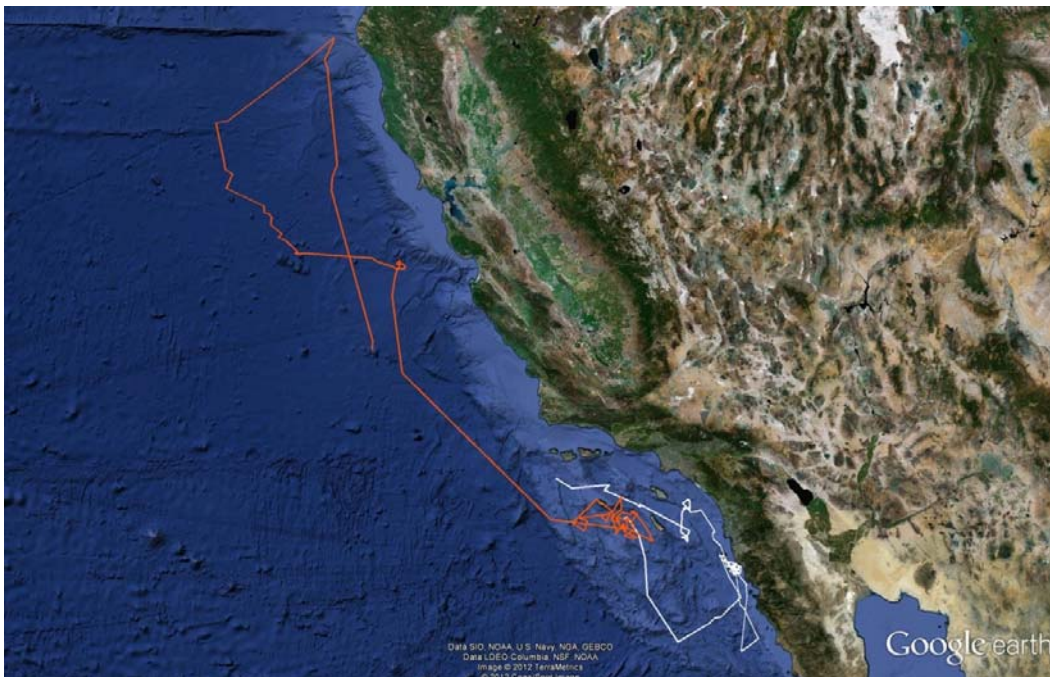 Data SIO, NOAA, U.S. Navy, NGA, GEBCO
Data LDEO-Columbia, NSF, NOAA
Image © 2012 TerraMetrics
Google earth